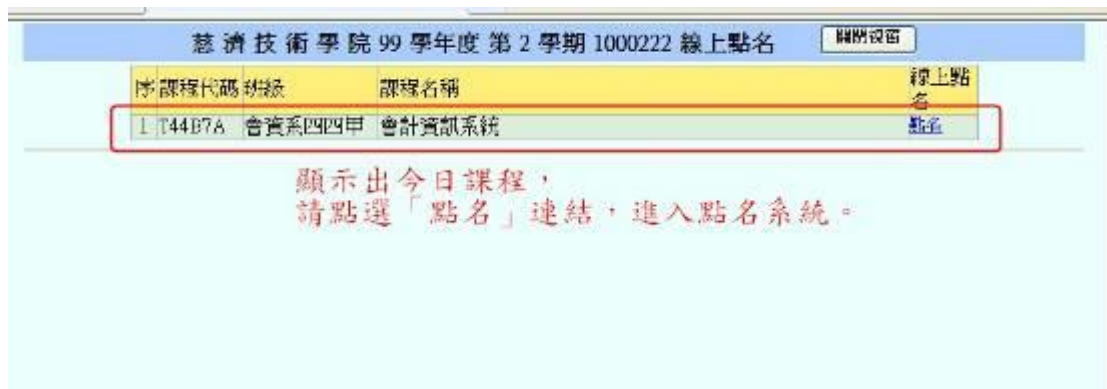 慈濟技術學院 99 學年度 第 2 學期 1000222 線上點名 關閉視窗
序 課程代碼 班級 課程名稱 線上點名
1 T44B7A 會資系四四甲 會計資訊系統 點名
顯示出今日課程，
請點選「點名」連結，進入點名系統。